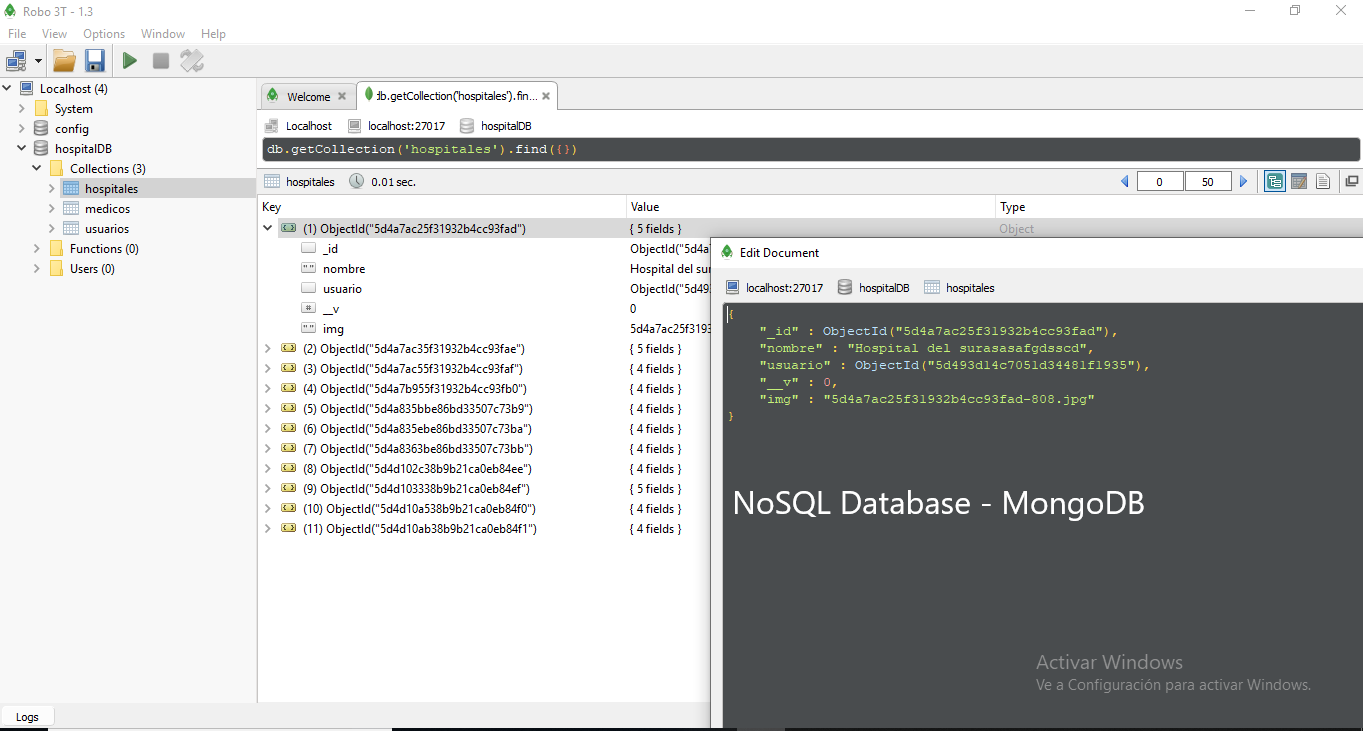 Robo 3T - 1.3
File View Options Window Help
Localhost (4)
System
config
hospitalDB
Collections (3)
hospitales
medicos
usuarios
Functions (0)
Users (0)
Welcome
db.getCollection('hospitales').fin...
Localhost localhost:27017 hospitalDB
db.getCollection('hospitales').find({})
hospitales 0.01 sec. 0 50
Key Value Type
(1) ObjectId("5d4a7ac25f31932b4cc93fad") { 5 fields } Object
_id ObjectId("5d4a7
nombre Hospital del sur
usuario ObjectId("5d493
__v 0
img 5d4a7ac25f3193
(2) ObjectId("5d4a7ac35f31932b4cc93fae") { 5 fields }
(3) ObjectId("5d4a7ac55f31932b4cc93faf") { 4 fields }
(4) ObjectId("5d4a7b955f31932b4cc93fb0") { 4 fields }
(5) ObjectId("5d4a835bbe86bd33507c73b9") { 4 fields }
(6) ObjectId("5d4a835ebe86bd33507c73ba") { 4 fields }
(7) ObjectId("5d4a8363be86bd33507c73bb") { 4 fields }
(8) ObjectId("5d4d102c38b9b21ca0eb84ee") { 4 fields }
(9) ObjectId("5d4d103338b9b21ca0eb84ef") { 5 fields }
(10) ObjectId("5d4d10a538b9b21ca0eb84f0") { 4 fields }
(11) ObjectId("5d4d10ab38b9b21ca0eb84f1") { 4 fields }
Edit Document
localhost:27017 hospitalDB hospitales
{
"_id" : ObjectId("5d4a7ac25f31932b4cc93fad"),
"nombre" : "Hospital del surasasafgdsscd",
"usuario" : ObjectId("5d493d14c7051d34481f1935"),
"__v" : 0,
"img" : "5d4a7ac25f31932b4cc93fad-808.jpg"
}
NoSQL Database - MongoDB
Activar Windows
Ve a Configuración para activar Windows.
Logs